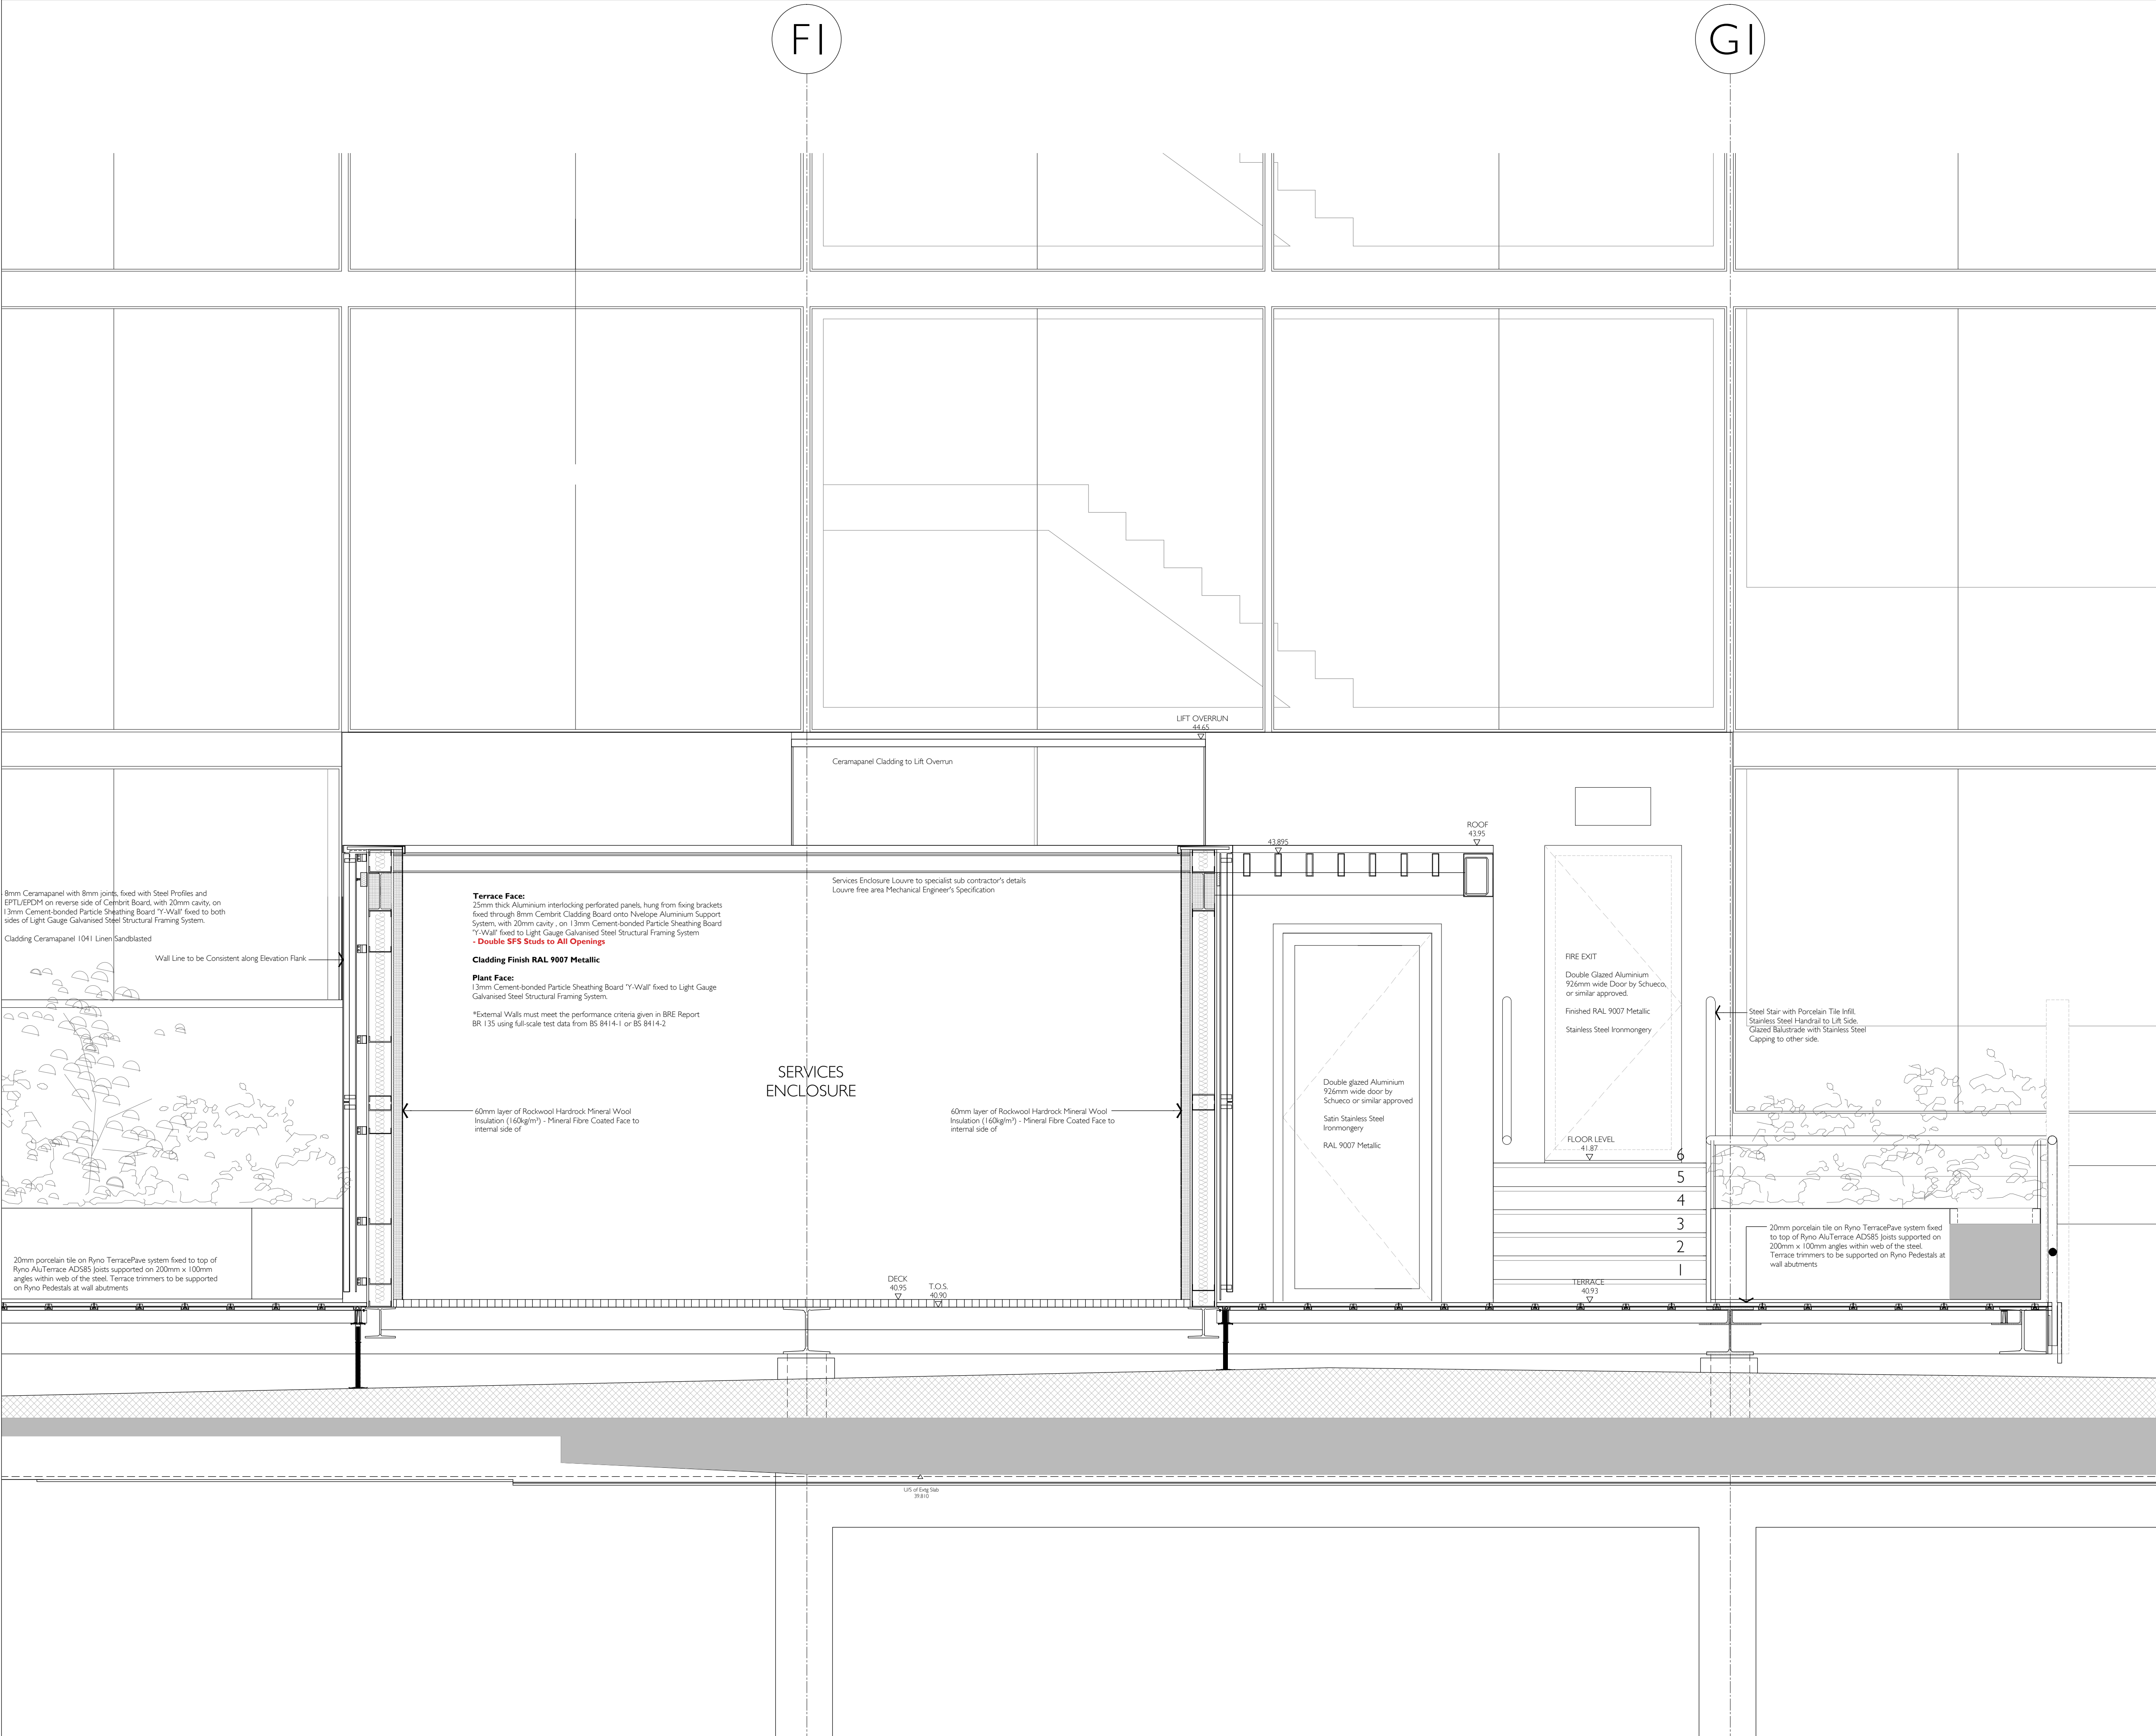 F1
G1
LIFT OVERRUN
44.65
Ceramapanel Cladding to Lift Overrun
ROOF
43.95
43.895
Services Enclosure Louvre to specialist sub contractor's details
Louvre free area Mechanical Engineer's Specification
8mm Ceramapanel with 8mm joints, fixed with Steel Profiles and
EPTL/EPDM on reverse side of Cembrit Board, with 20mm cavity, on
13mm Cement-bonded Particle Sheathing Board 'Y-Wall' fixed to both
sides of Light Gauge Galvanised Steel Structural Framing System.
Cladding Ceramapanel 1041 Linen Sandblasted
Wall Line to be Consistent along Elevation Flank
Terrace Face:
25mm thick Aluminium interlocking perforated panels, hung from fixing brackets
fixed through 8mm Cembrit Cladding Board onto Nvelope Aluminium Support
System, with 20mm cavity , on 13mm Cement-bonded Particle Sheathing Board
'Y-Wall' fixed to Light Gauge Galvanised Steel Structural Framing System
- Double SFS Studs to All Openings
Cladding Finish RAL 9007 Metallic
Plant Face:
13mm Cement-bonded Particle Sheathing Board 'Y-Wall' fixed to Light Gauge
Galvanised Steel Structural Framing System.
*External Walls must meet the performance criteria given in BRE Report
BR 135 using full-scale test data from BS 8414-1 or BS 8414-2
SERVICES
ENCLOSURE
60mm layer of Rockwool Hardrock Mineral Wool
Insulation (160kg/m³) - Mineral Fibre Coated Face to
internal side of
60mm layer of Rockwool Hardrock Mineral Wool
Insulation (160kg/m³) - Mineral Fibre Coated Face to
internal side of
FIRE EXIT
Double Glazed Aluminium
926mm wide Door by Schueco,
or similar approved.
Finished RAL 9007 Metallic
Stainless Steel Ironmongery
Steel Stair with Porcelain Tile Infill.
Stainless Steel Handrail to Lift Side.
Glazed Balustrade with Stainless Steel
Capping to other side.
Double glazed Aluminium
926mm wide door by
Schueco or similar approved
Satin Stainless Steel
Ironmongery
RAL 9007 Metallic
FLOOR LEVEL
41.87
6
5
4
3
2
1
TERRACE
40.93
20mm porcelain tile on Ryno TerracePave system fixed
to top of Ryno AluTerrace ADS85 Joists supported on
200mm x 100mm angles within web of the steel.
Terrace trimmers to be supported on Ryno Pedestals at
wall abutments
20mm porcelain tile on Ryno TerracePave system fixed to top of
Ryno AluTerrace ADS85 Joists supported on 200mm x 100mm
angles within web of the steel. Terrace trimmers to be supported
on Ryno Pedestals at wall abutments
DECK
40.95
T.O.S.
40.90
U/S of Extg Slab
39.810